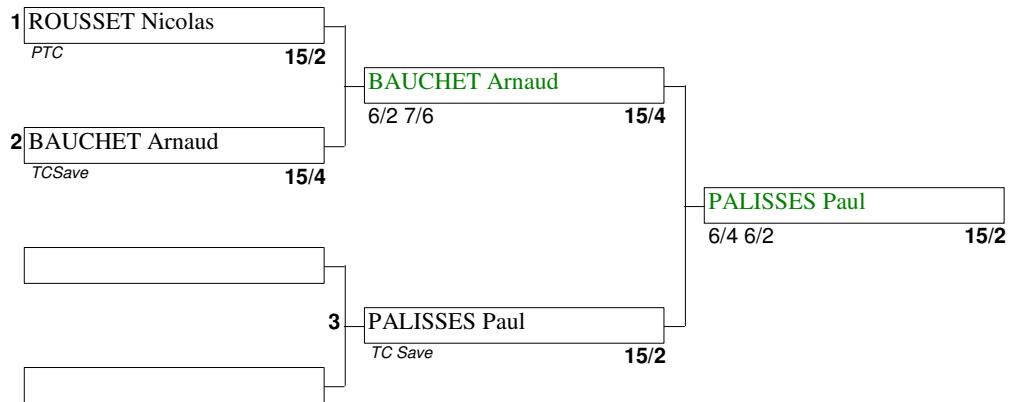 1 ROUSSET Nicolas
PTC 15/2
BAUCHET Arnaud
6/2 7/6 15/4
2 BAUCHET Arnaud
TCSave 15/4
PALISSES Paul
6/4 6/2 15/2
3 PALISSES Paul
TC Save 15/2